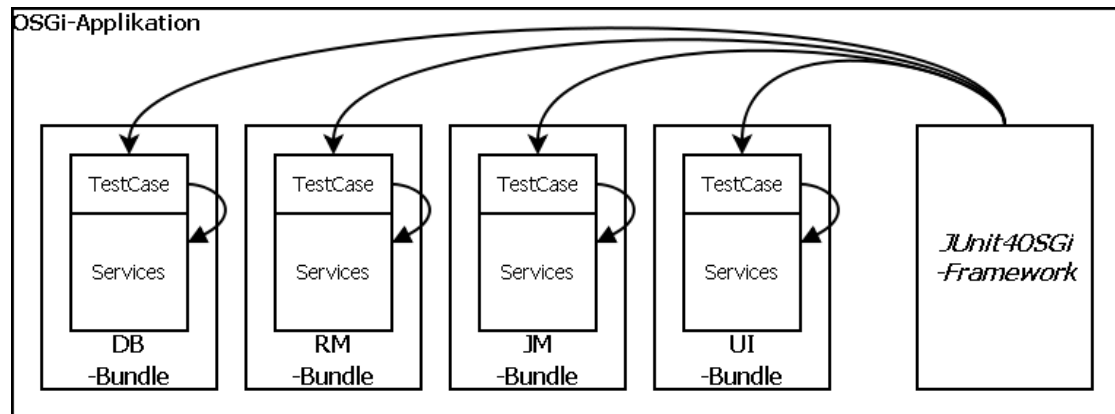 OSGi-Applikation
TestCase
Services
DB
-Bundle
TestCase
Services
RM
-Bundle
TestCase
Services
JM
-Bundle
TestCase
Services
UI
-Bundle
JUnit4OSGi
-Framework